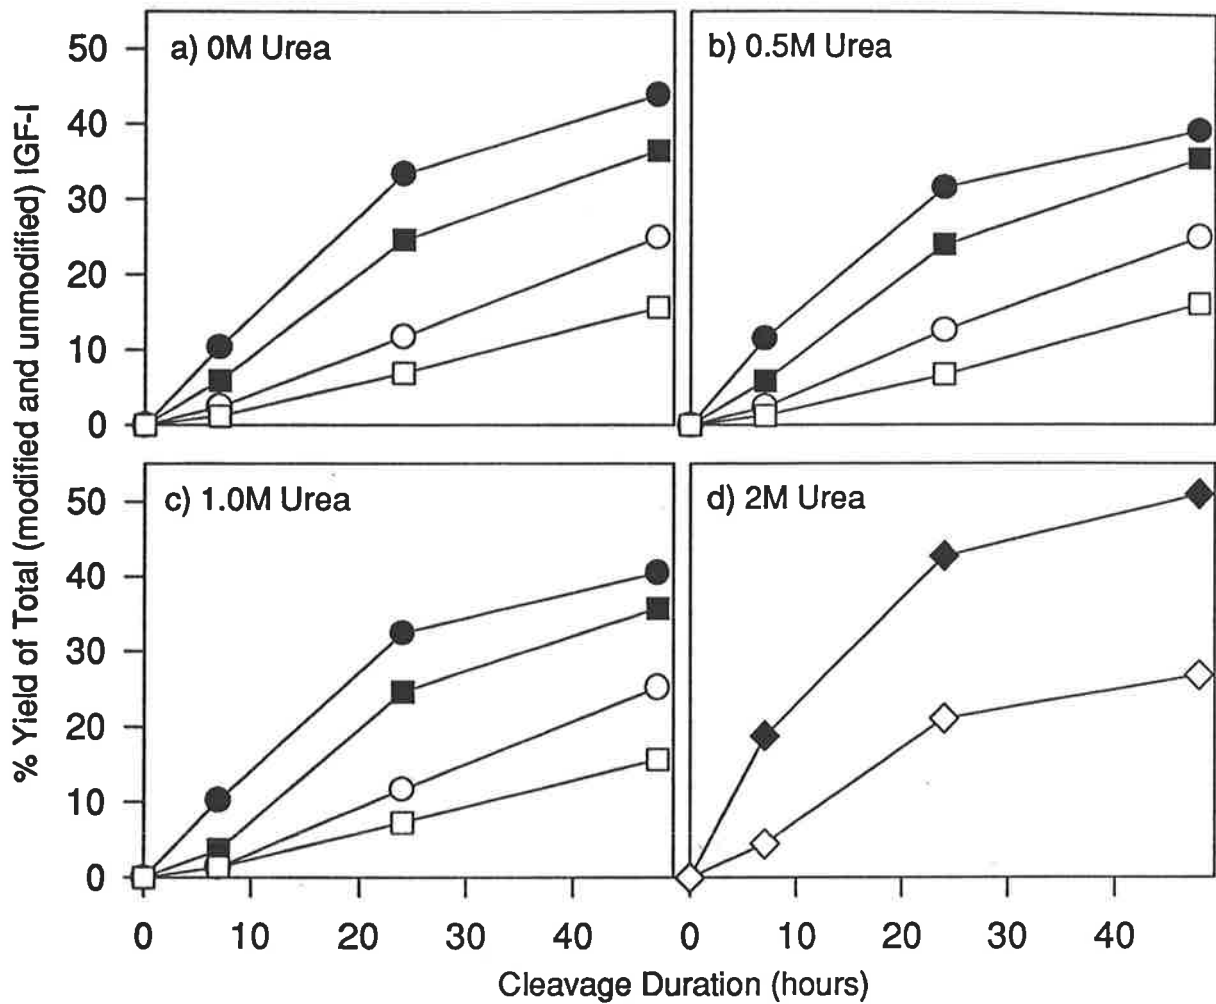 % Yield of Total (modified and unmodified) IGF-I
a) 0M Urea
50
40
30
20
10
0
b) 0.5M Urea
c) 1.0M Urea
50
40
30
20
10
0
0 10 20 30 40
d) 2M Urea
0 10 20 30 40
Cleavage Duration (hours)